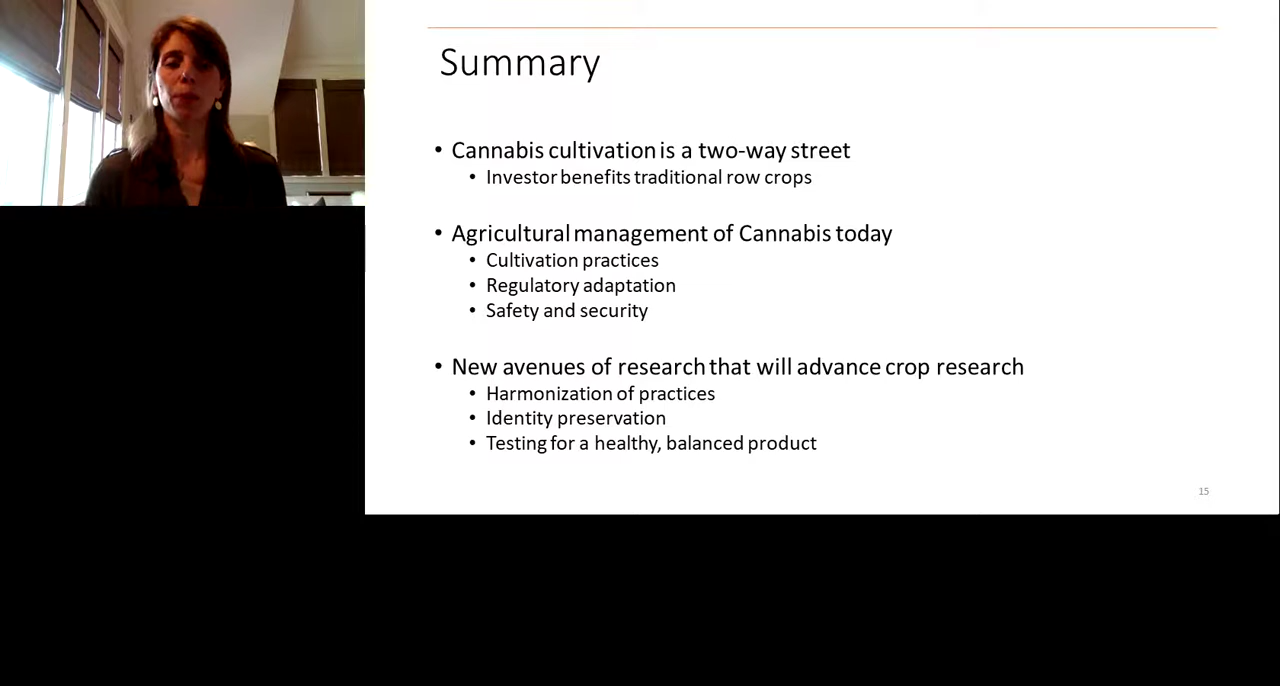 Summary
• Cannabis cultivation is a two-way street
• Investor benefits traditional row crops
• Agricultural management of Cannabis today
• Cultivation practices
• Regulatory adaptation
• Safety and security
• New avenues of research that will advance crop research
• Harmonization of practices
• Identity preservation
• Testing for a healthy, balanced product
15